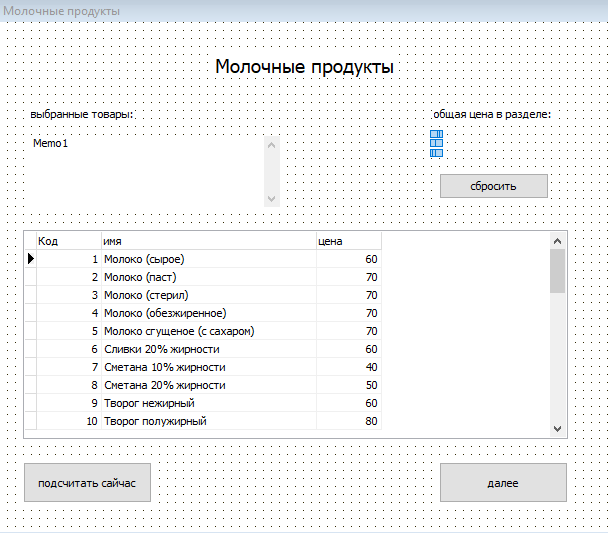 Молочные продукты
Молочные продукты
выбранные товары: общая цена в разделе:
Memo1
сбросить
Код имя цена
1 Молоко (сырое) 60
2 Молоко (паст) 70
3 Молоко (стерил) 70
4 Молоко (обезжиренное) 70
5 Молоко сгущеное (с сахаром) 70
6 Сливки 20% жирности 60
7 Сметана 10% жирности 40
8 Сметана 20% жирности 50
9 Творог нежирный 60
10 Творог полужирный 80
подсчитать сейчас далее